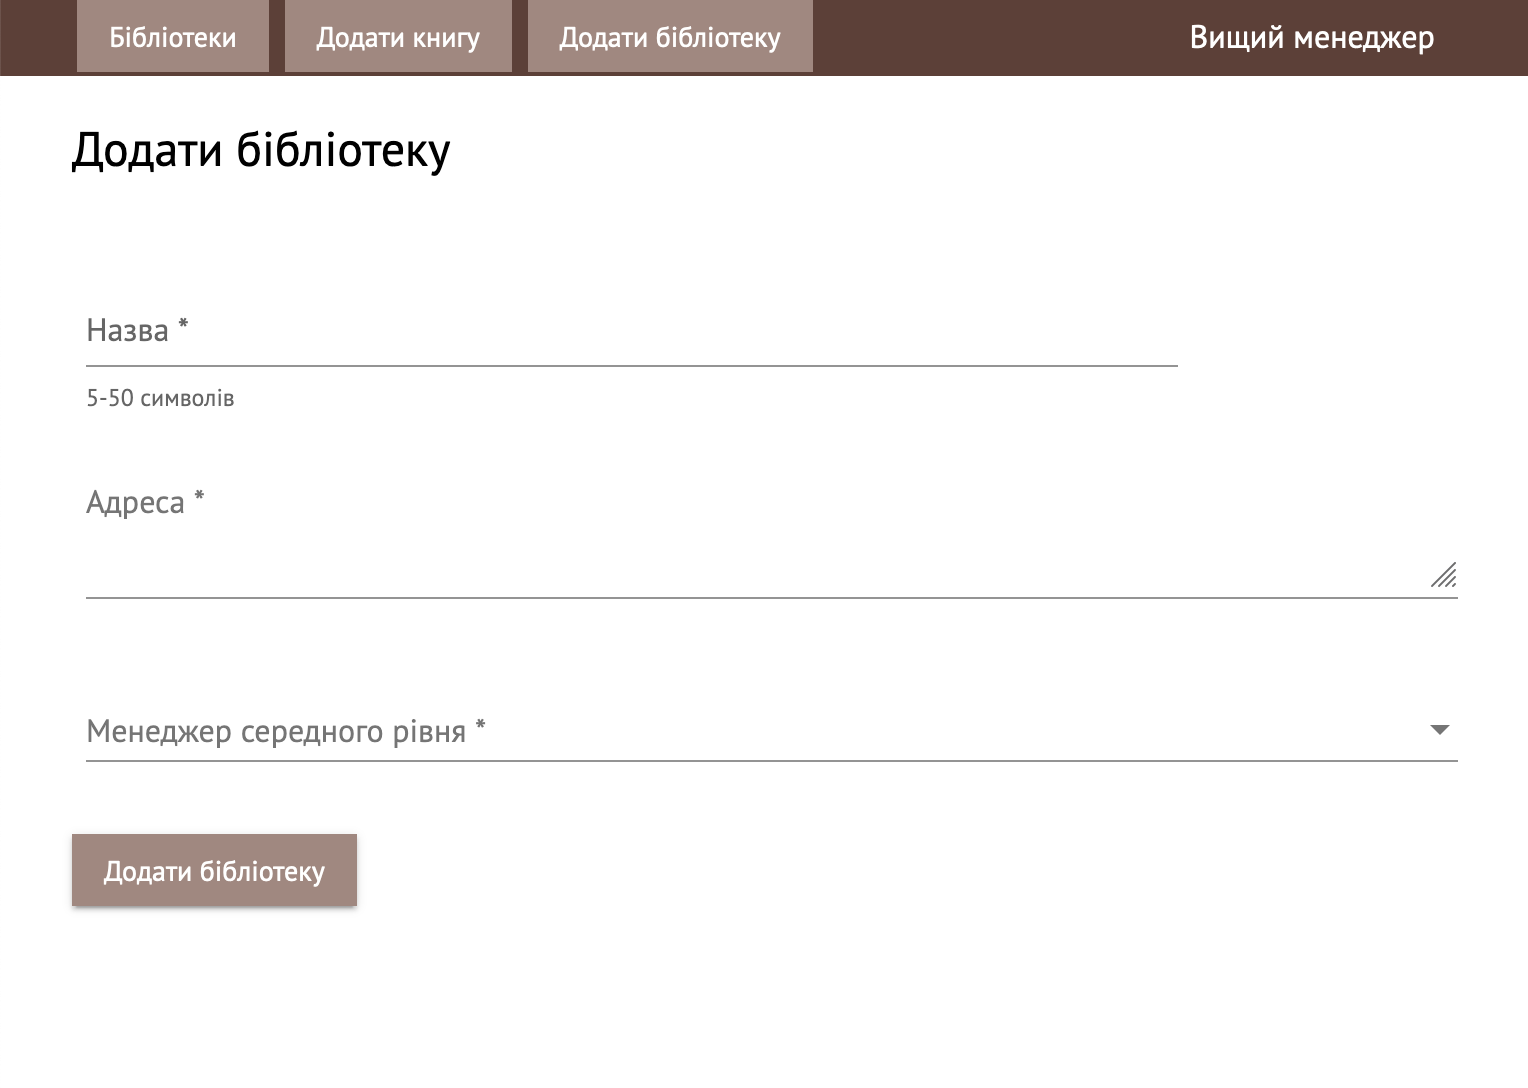 Бібліотеки Додати книгу Додати бібліотеку Вищий менеджер
Додати бібліотеку
Назва *
5-50 символів
Адреса *
Менеджер середного рівня *
Додати бібліотеку